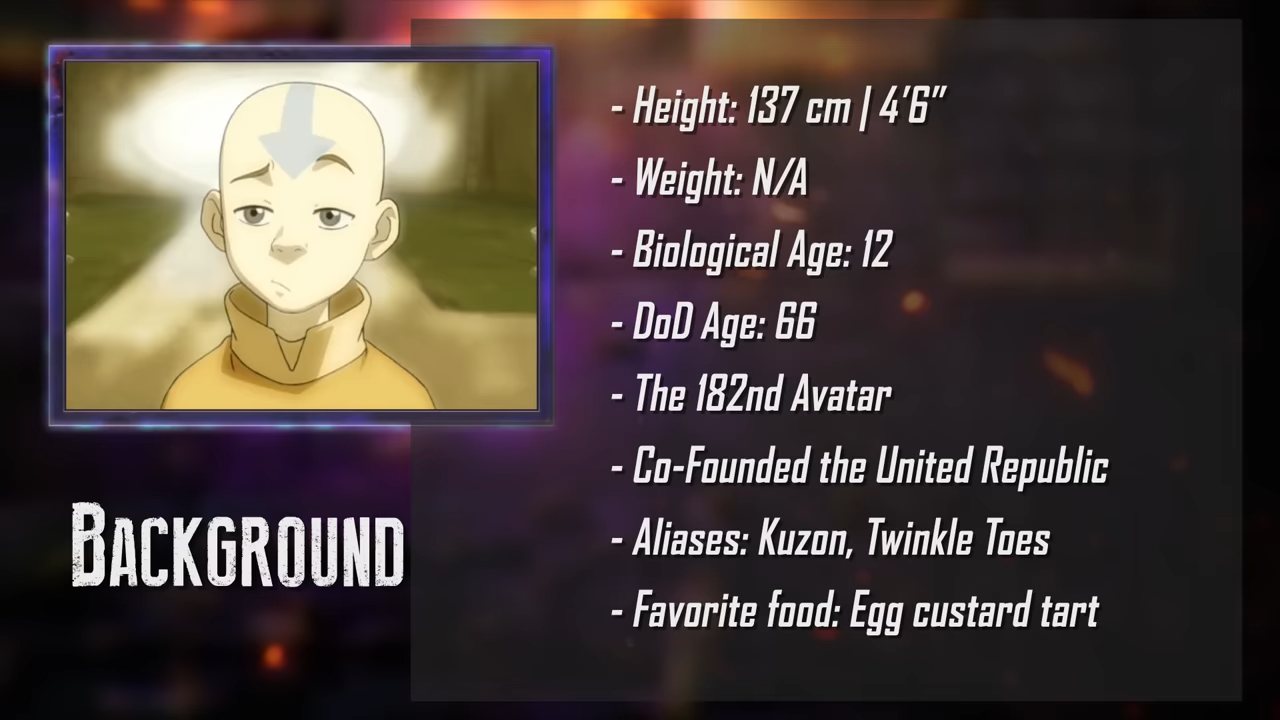 - Height: 137 cm | 4'6"
- Weight: N/A
- Biological Age: 12
- DoD Age: 66
- The 182nd Avatar
- Co-Founded the United Republic
- Aliases: Kuzon, Twinkle Toes
- Favorite food: Egg custard tart
Background